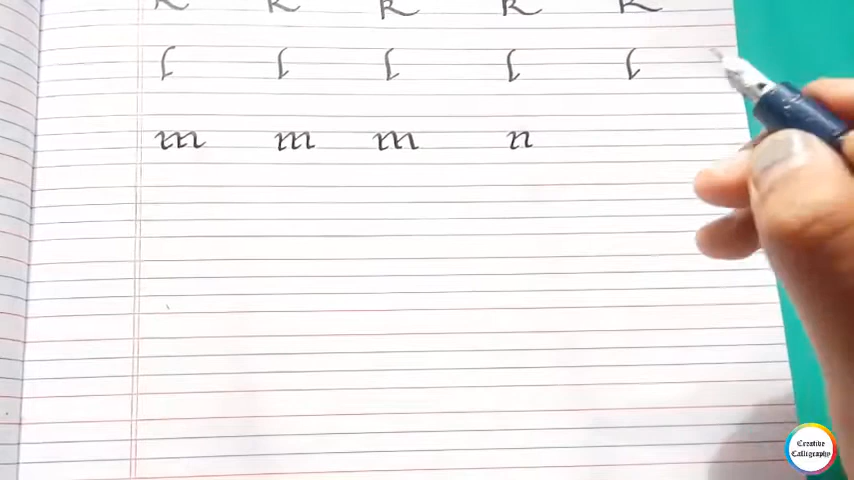 k k k k k
l l l l l
m m m n
Creative
Calligraphy